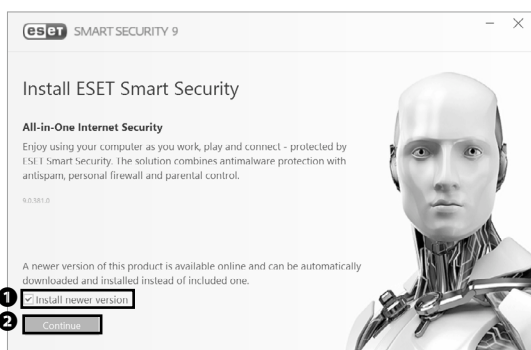 eset SMART SECURITY 9
Install ESET Smart Security
All-in-One Internet Security
Enjoy using your computer as you work, play and connect - protected by
ESET Smart Security. The solution combines antimalware protection with
antispam, personal firewall and parental control.
9.0.381.0
A newer version of this product is available online and can be automatically
downloaded and installed instead of included one.
1 Install newer version
2 Continue